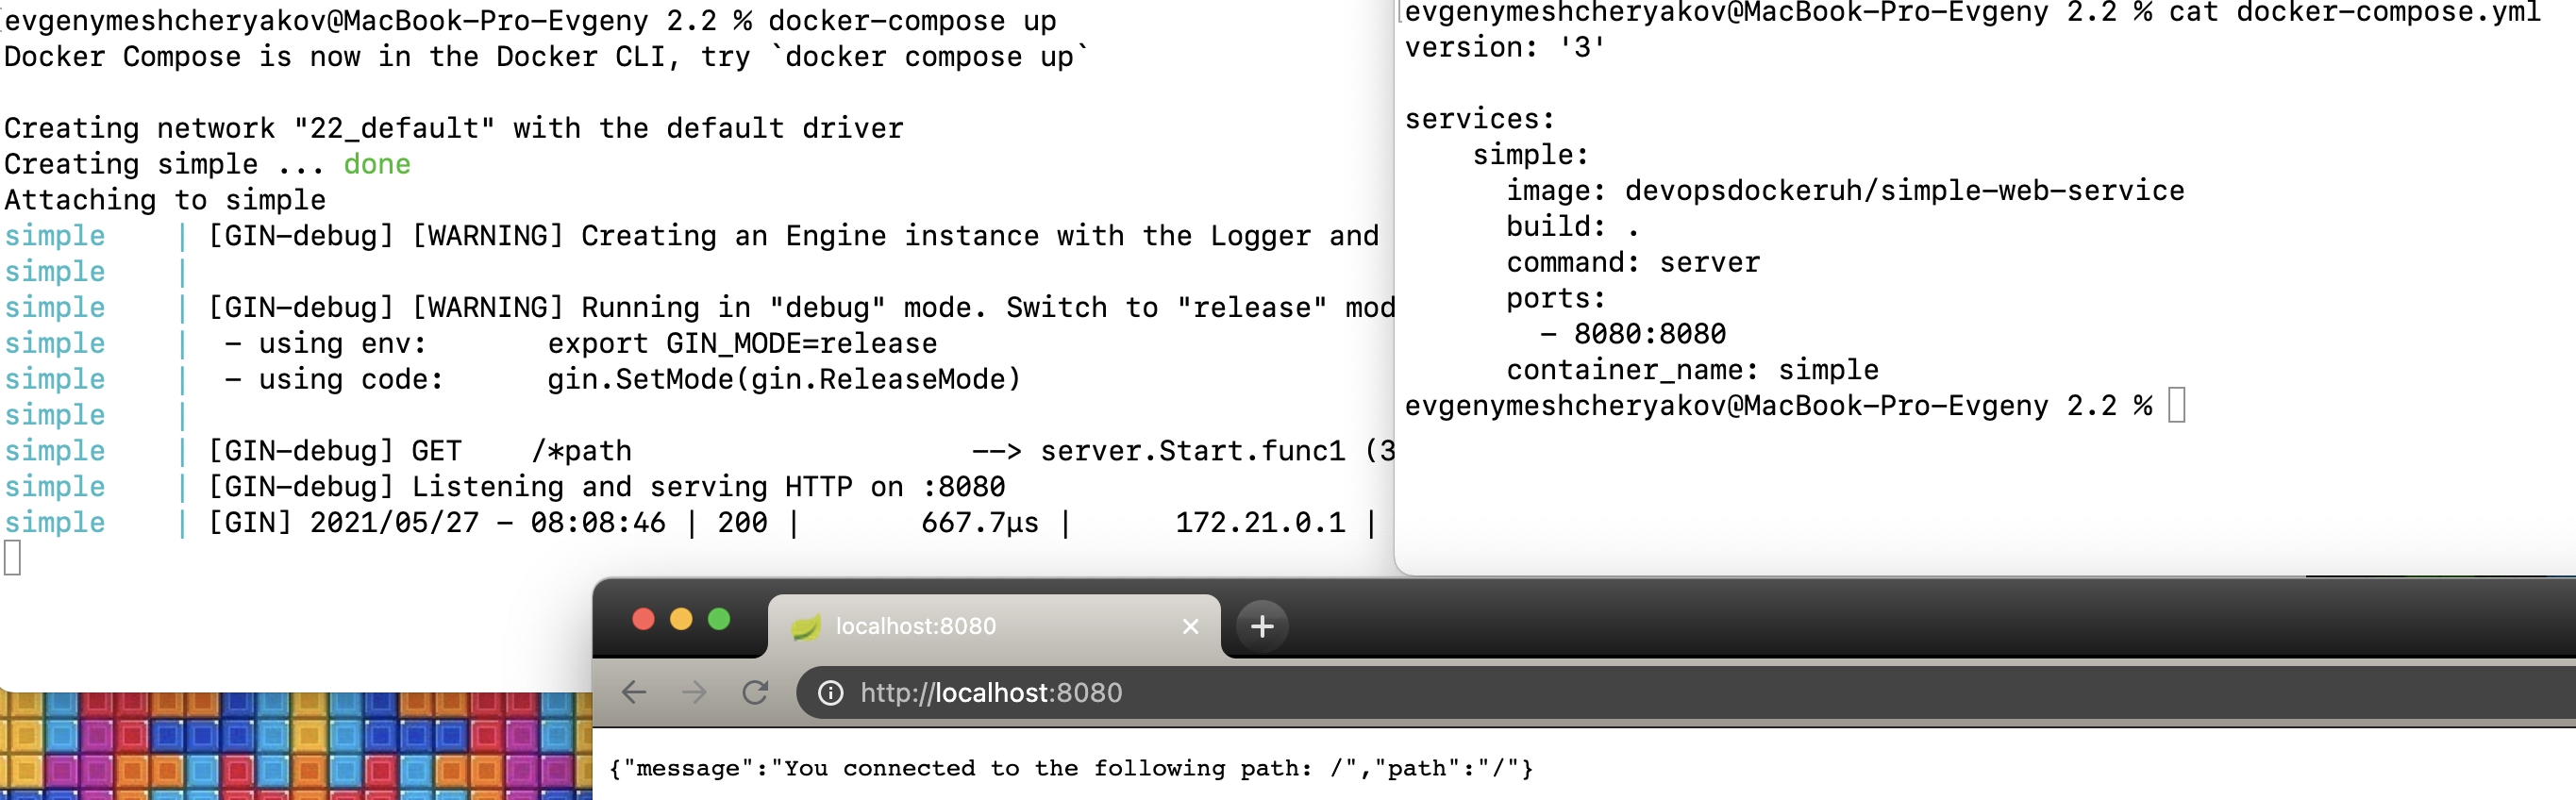 evgenymeshcheryakov@MacBook-Pro-Evgeny 2.2 % docker-compose up
Docker Compose is now in the Docker CLI, try `docker compose up`
Creating network "22_default" with the default driver
Creating simple ... done
Attaching to simple
simple | [GIN-debug] [WARNING] Creating an Engine instance with the Logger and
simple |
simple | [GIN-debug] [WARNING] Running in "debug" mode. Switch to "release" mod
simple | - using env: export GIN_MODE=release
simple | - using code: gin.SetMode(gin.ReleaseMode)
simple |
simple | [GIN-debug] GET /*path --> server.Start.func1 (3
simple | [GIN-debug] Listening and serving HTTP on :8080
simple | [GIN] 2021/05/27 - 08:08:46 | 200 | 667.7µs | 172.21.0.1 |
evgenymeshcheryakov@MacBook-Pro-Evgeny 2.2 % cat docker-compose.yml
version: '3'
services:
simple:
image: devopsdockeruh/simple-web-service
build: .
command: server
ports:
- 8080:8080
container_name: simple
evgenymeshcheryakov@MacBook-Pro-Evgeny 2.2 %
localhost:8080
http://localhost:8080
{"message":"You connected to the following path: /","path":"/"}